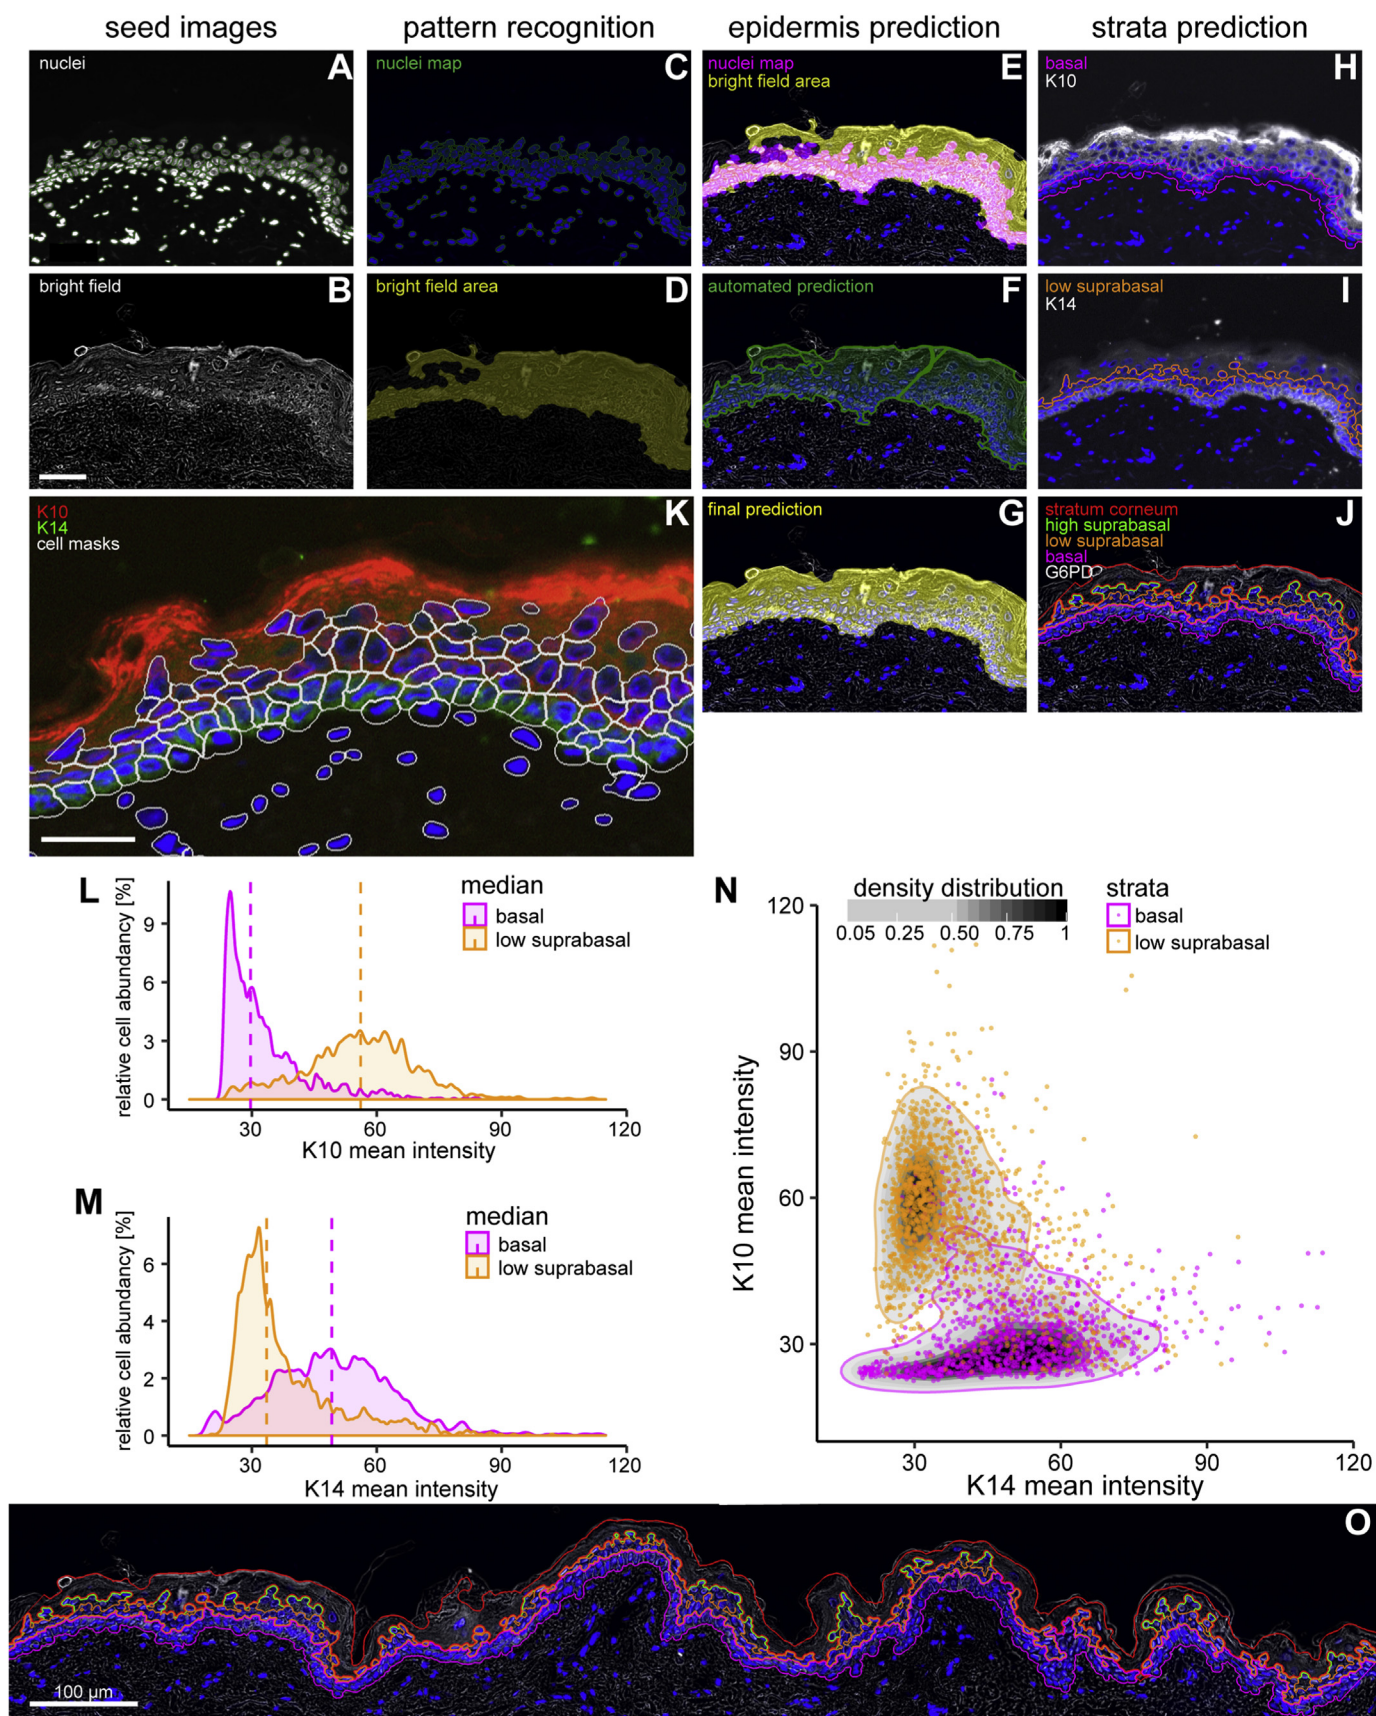 seed images
pattern recognition
epidermis prediction
strata prediction
nuclei
A
nuclei map
C
nuclei map
bright field area
E
basal
K10
H
bright field
B
bright field area
D
automated prediction
F
low suprabasal
K14
I
K10
K14
cell masks
K
final prediction
G
stratum corneum
high suprabasal
low suprabasal
basal
G6PD
J
L
relative cell abundancy [%]
9
6
3
0
median
basal
low suprabasal
30
60
90
120
K10 mean intensity
M
relative cell abundancy [%]
6
4
2
0
median
basal
low suprabasal
30
60
90
120
K14 mean intensity
N
density distribution
0.05
0.25
0.50
0.75
1
strata
basal
low suprabasal
K10 mean intensity
120
90
60
30
30
60
90
120
K14 mean intensity
O
100 µm